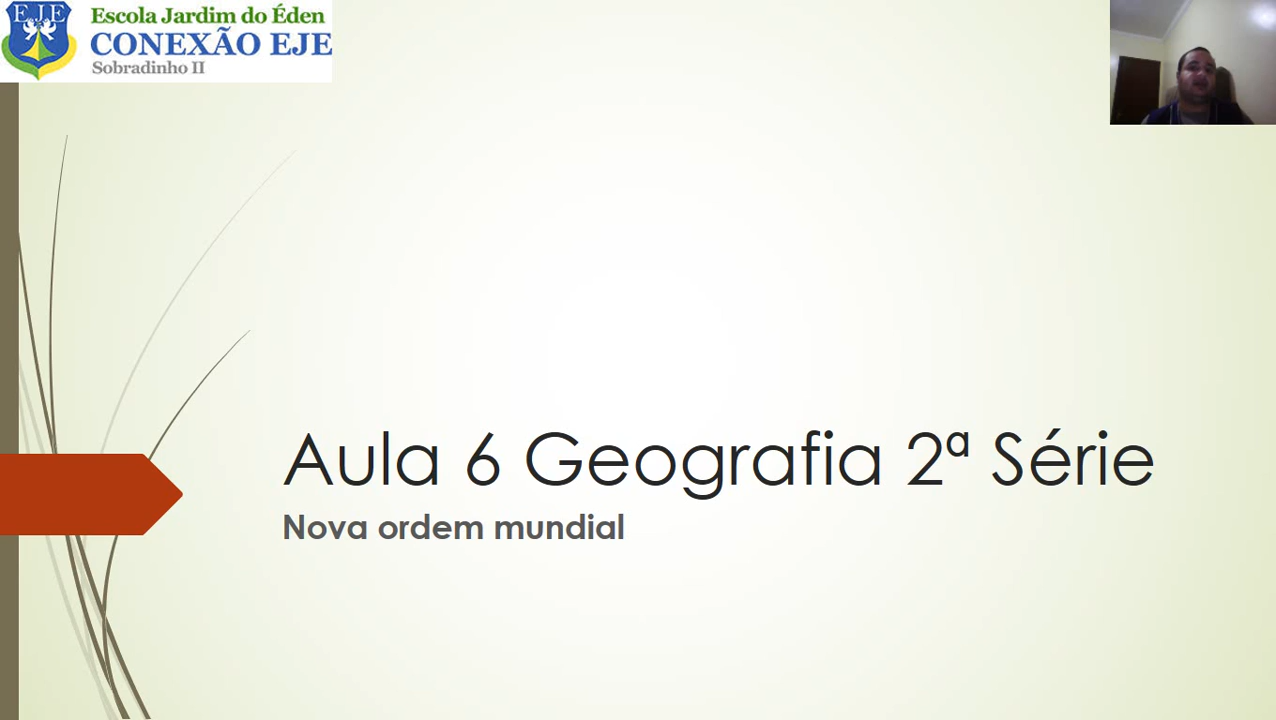 EJE
Escola Jardim do Éden
CONEXÃO EJE
Sobradinho II
Aula 6 Geografia 2ª Série
Nova ordem mundial